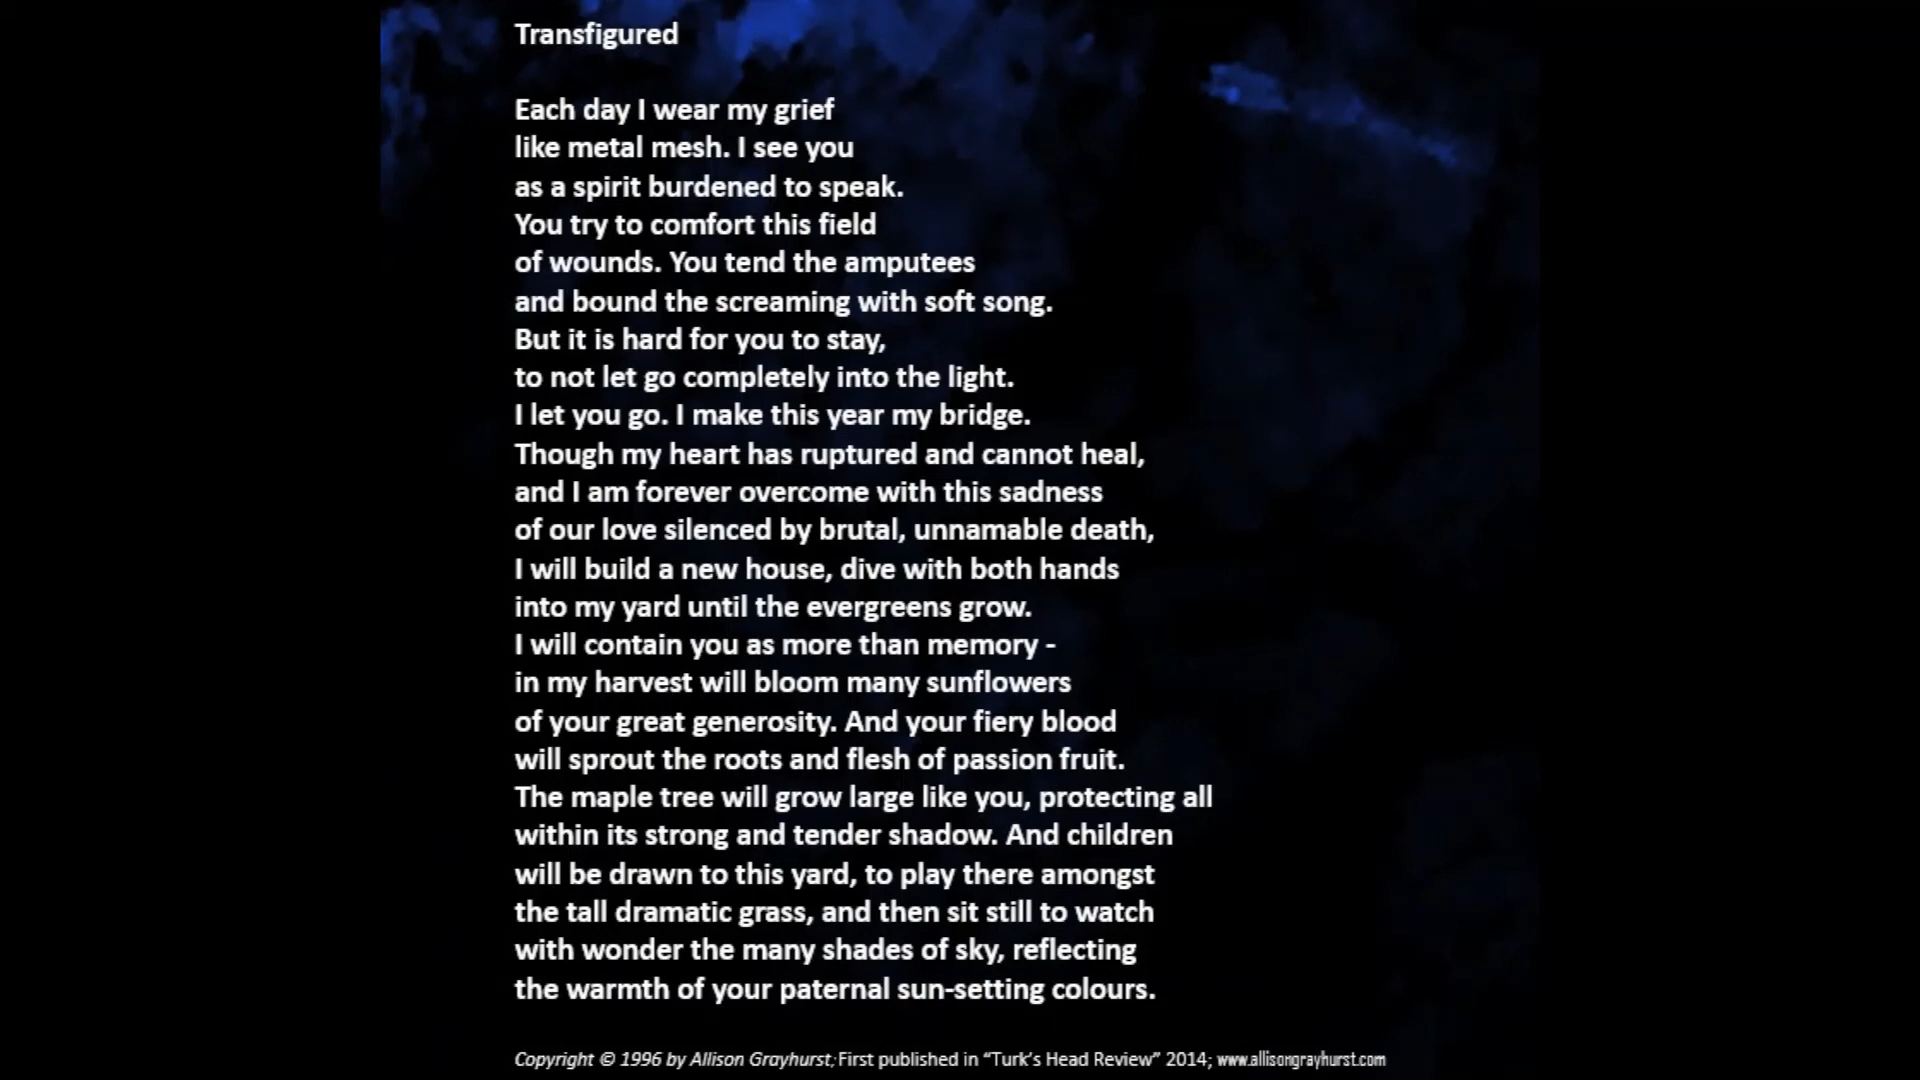 Transfigured
Each day I wear my grief
like metal mesh. I see you
as a spirit burdened to speak.
You try to comfort this field
of wounds. You tend the amputees
and bound the screaming with soft song.
But it is hard for you to stay,
to not let go completely into the light.
I let you go. I make this year my bridge.
Though my heart has ruptured and cannot heal,
and I am forever overcome with this sadness
of our love silenced by brutal, unnamable death,
I will build a new house, dive with both hands
into my yard until the evergreens grow.
I will contain you as more than memory -
in my harvest will bloom many sunflowers
of your great generosity. And your fiery blood
will sprout the roots and flesh of passion fruit.
The maple tree will grow large like you, protecting all
within its strong and tender shadow. And children
will be drawn to this yard, to play there amongst
the tall dramatic grass, and then sit still to watch
with wonder the many shades of sky, reflecting
the warmth of your paternal sun-setting colours.
Copyright © 1996 by Allison Grayhurst; First published in “Turk’s Head Review” 2014; www.allisongrayhurst.com